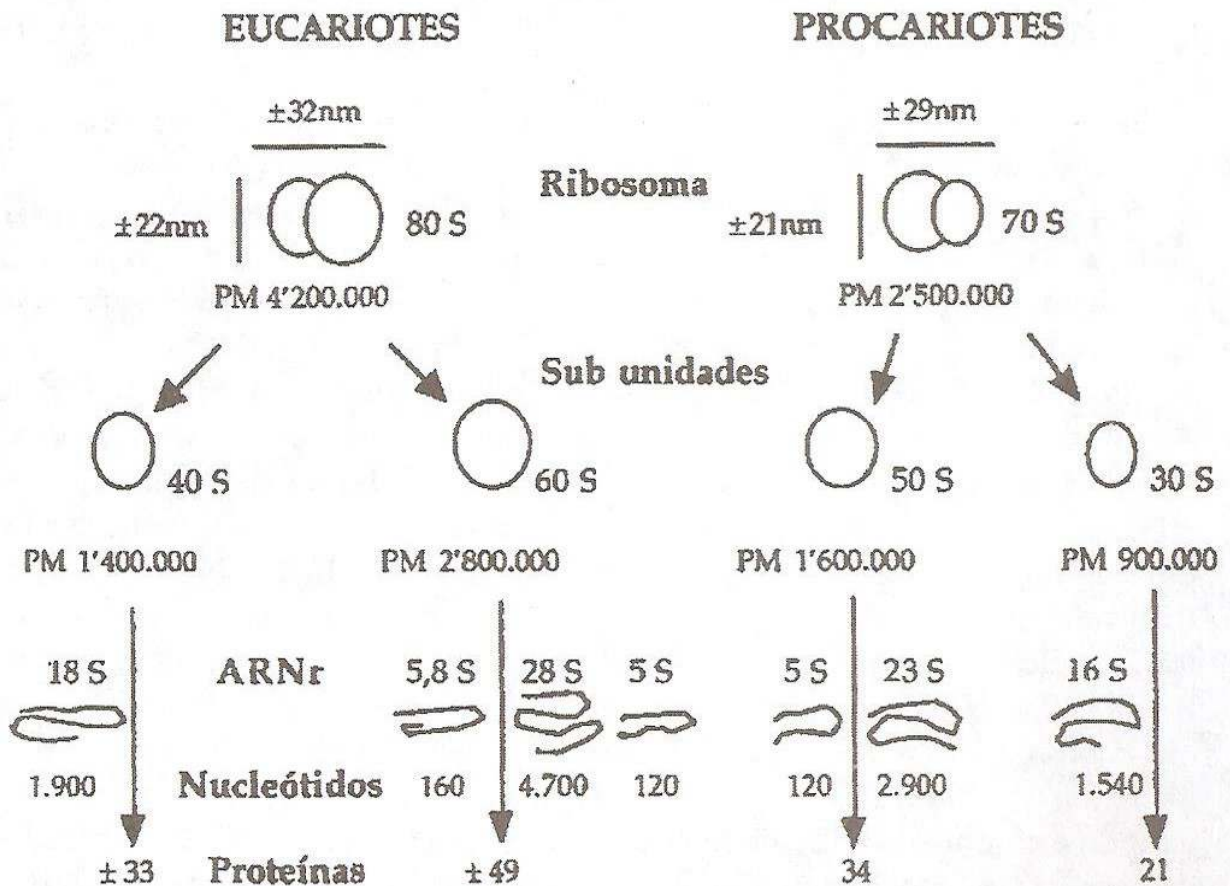 EUCARIOTES PROCARIOTES
±32nm ±29nm
Ribosoma
±22nm 80 S ±21nm 70 S
PM 4'200.000 PM 2'500.000
Sub unidades
40 S 60 S 50 S 30 S
PM 1'400.000 PM 2'800.000 PM 1'600.000 PM 900.000
18 S ARNr 5,8 S 28 S 5 S 5 S 23 S 16 S
1.900 Nucleótidos 160 4.700 120 120 2.900 1.540
±33 Proteínas ±49 34 21